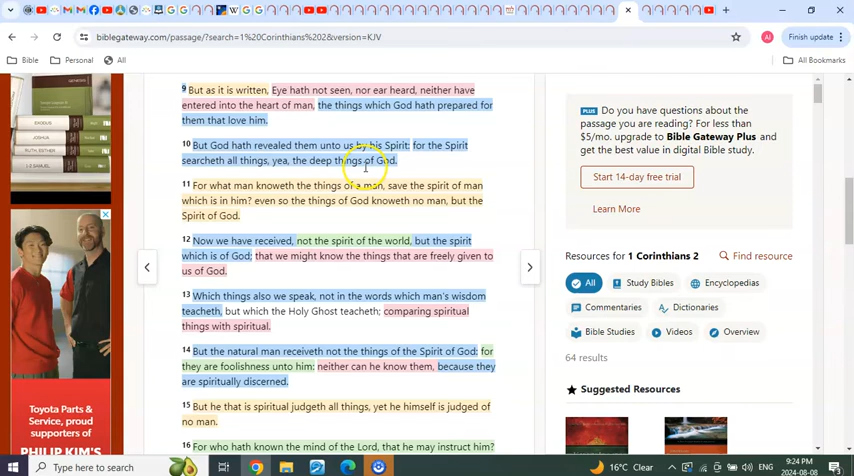 Finish update
biblegateway.com/passage/?search=1%20Corinthians%202&version=KJV
Bible
Personal
All
All Bookmarks
9 But as it is written, Eye hath not seen, nor ear heard, neither have
entered into the heart of man, the things which God hath prepared for
them that love him.
10 But God hath revealed them unto us by his Spirit: for the Spirit
searcheth all things, yea, the deep things of God.
11 For what man knoweth the things of a man, save the spirit of man
which is in him? even so the things of God knoweth no man, but the
Spirit of God.
12 Now we have received, not the spirit of the world, but the spirit
which is of God; that we might know the things that are freely given to
us of God.
13 Which things also we speak, not in the words which man's wisdom
teacheth, but which the Holy Ghost teacheth; comparing spiritual
things with spiritual.
14 But the natural man receiveth not the things of the Spirit of God: for
they are foolishness unto him: neither can he know them, because they
are spiritually discerned.
15 But he that is spiritual judgeth all things, yet he himself is judged of
no man.
16 For who hath known the mind of the Lord, that he may instruct him?
GENESIS
JOSHUA
1-2 SAMUEL
Toyota Parts &
Service, proud
supporters of
PHILIP KIM'S
PLUS Do you have questions about the
passage you are reading? For less than
$5/mo. upgrade to Bible Gateway Plus and
get the best value in digital Bible study.
Start 14-day free trial
Learn More
Resources for 1 Corinthians 2
Find resource
All
Study Bibles
Encyclopedias
Commentaries
Dictionaries
Bible Studies
Videos
Overview
64 results
Suggested Resources
Type here to search
16°C Clear
9:24 PM
2024-08-08